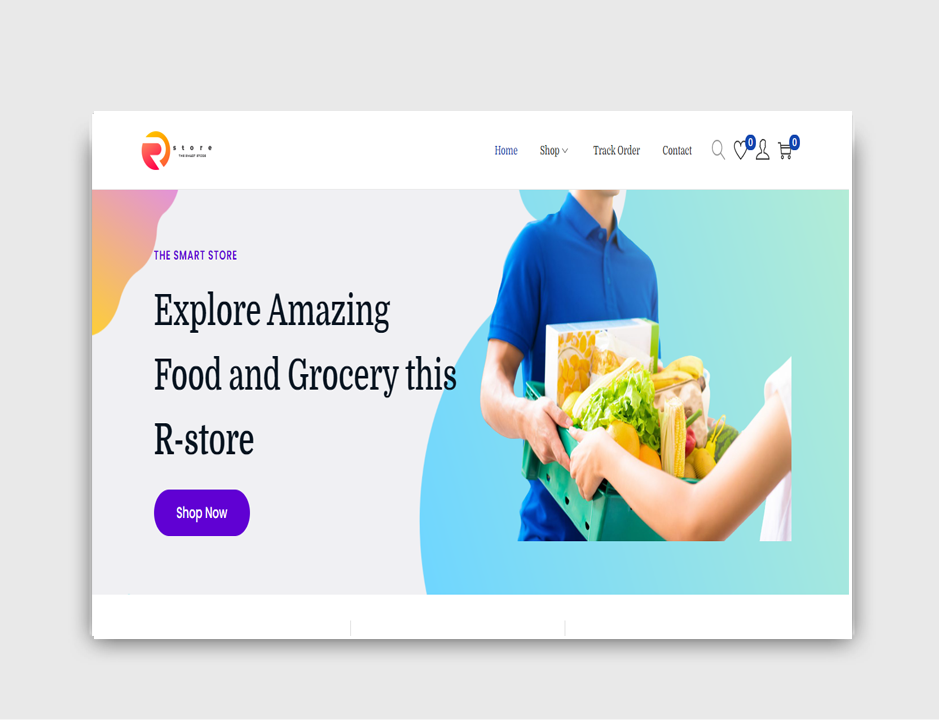 store
THE SMART STORE
Home
Shop
Track Order
Contact
0
0
THE SMART STORE
Explore Amazing
Food and Grocery this
R-store
Shop Now